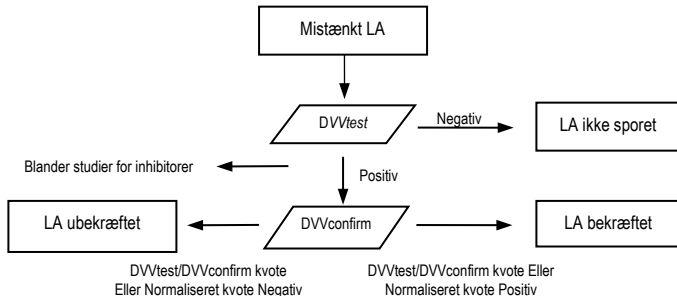 Mistænkt LA
DVVtest
Negativ
LA ikke sporet
Blander studier for inhibitorer
Positiv
LA ubekræftet
DVVconfirm
LA bekræftet
DVVtest/DVVconfirm kvote
Eller Normaliseret kvote Negativ
DVVtest/DVVconfirm kvote Eller
Normaliseret kvote Positiv